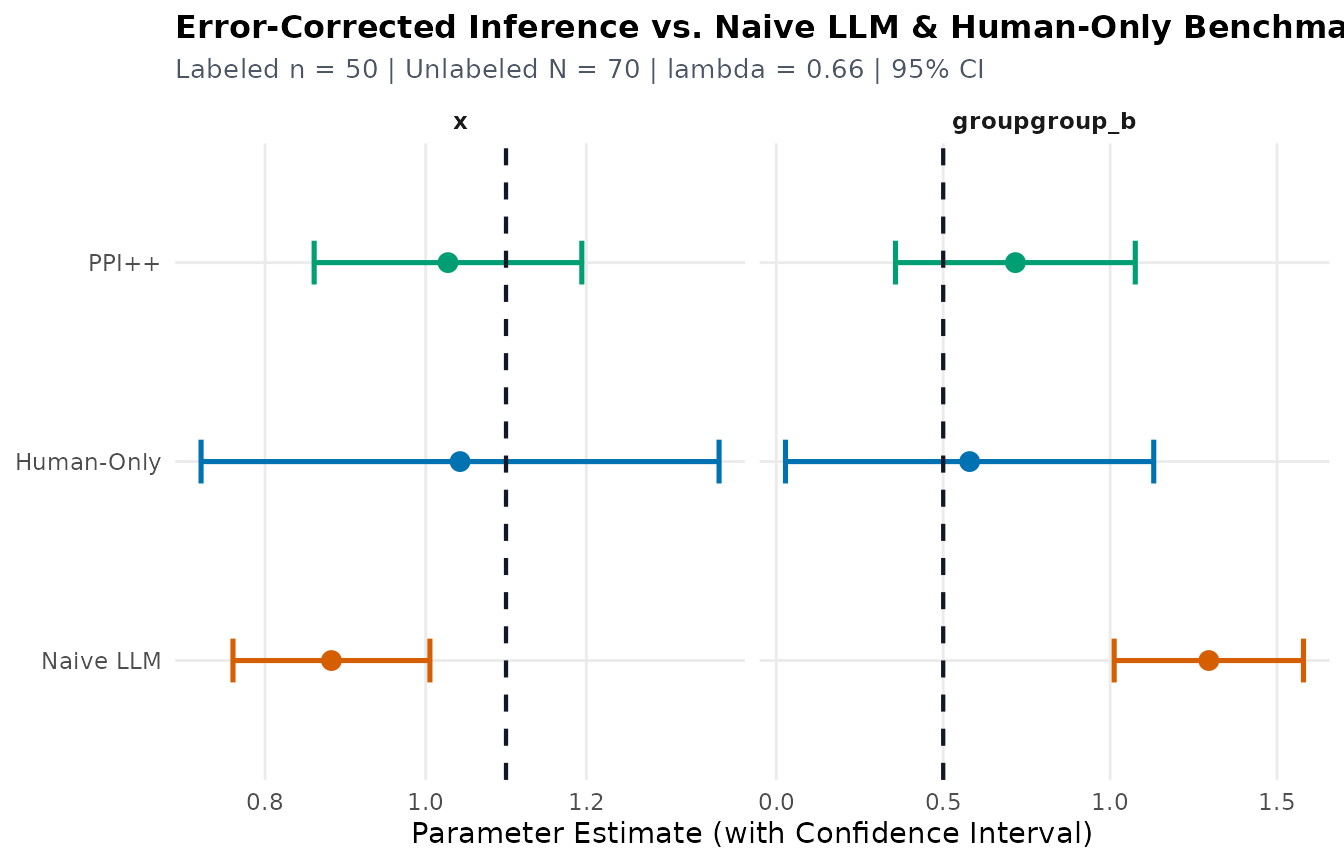 Error-Corrected Inference vs. Naive LLM & Human-Only Benchma
Labeled n = 50 | Unlabeled N = 70 | lambda = 0.66 | 95% CI
x
groupgroup_b
PPI++
Human-Only
Naive LLM
0.8 1.0 1.2 0.0 0.5 1.0 1.5
Parameter Estimate (with Confidence Interval)